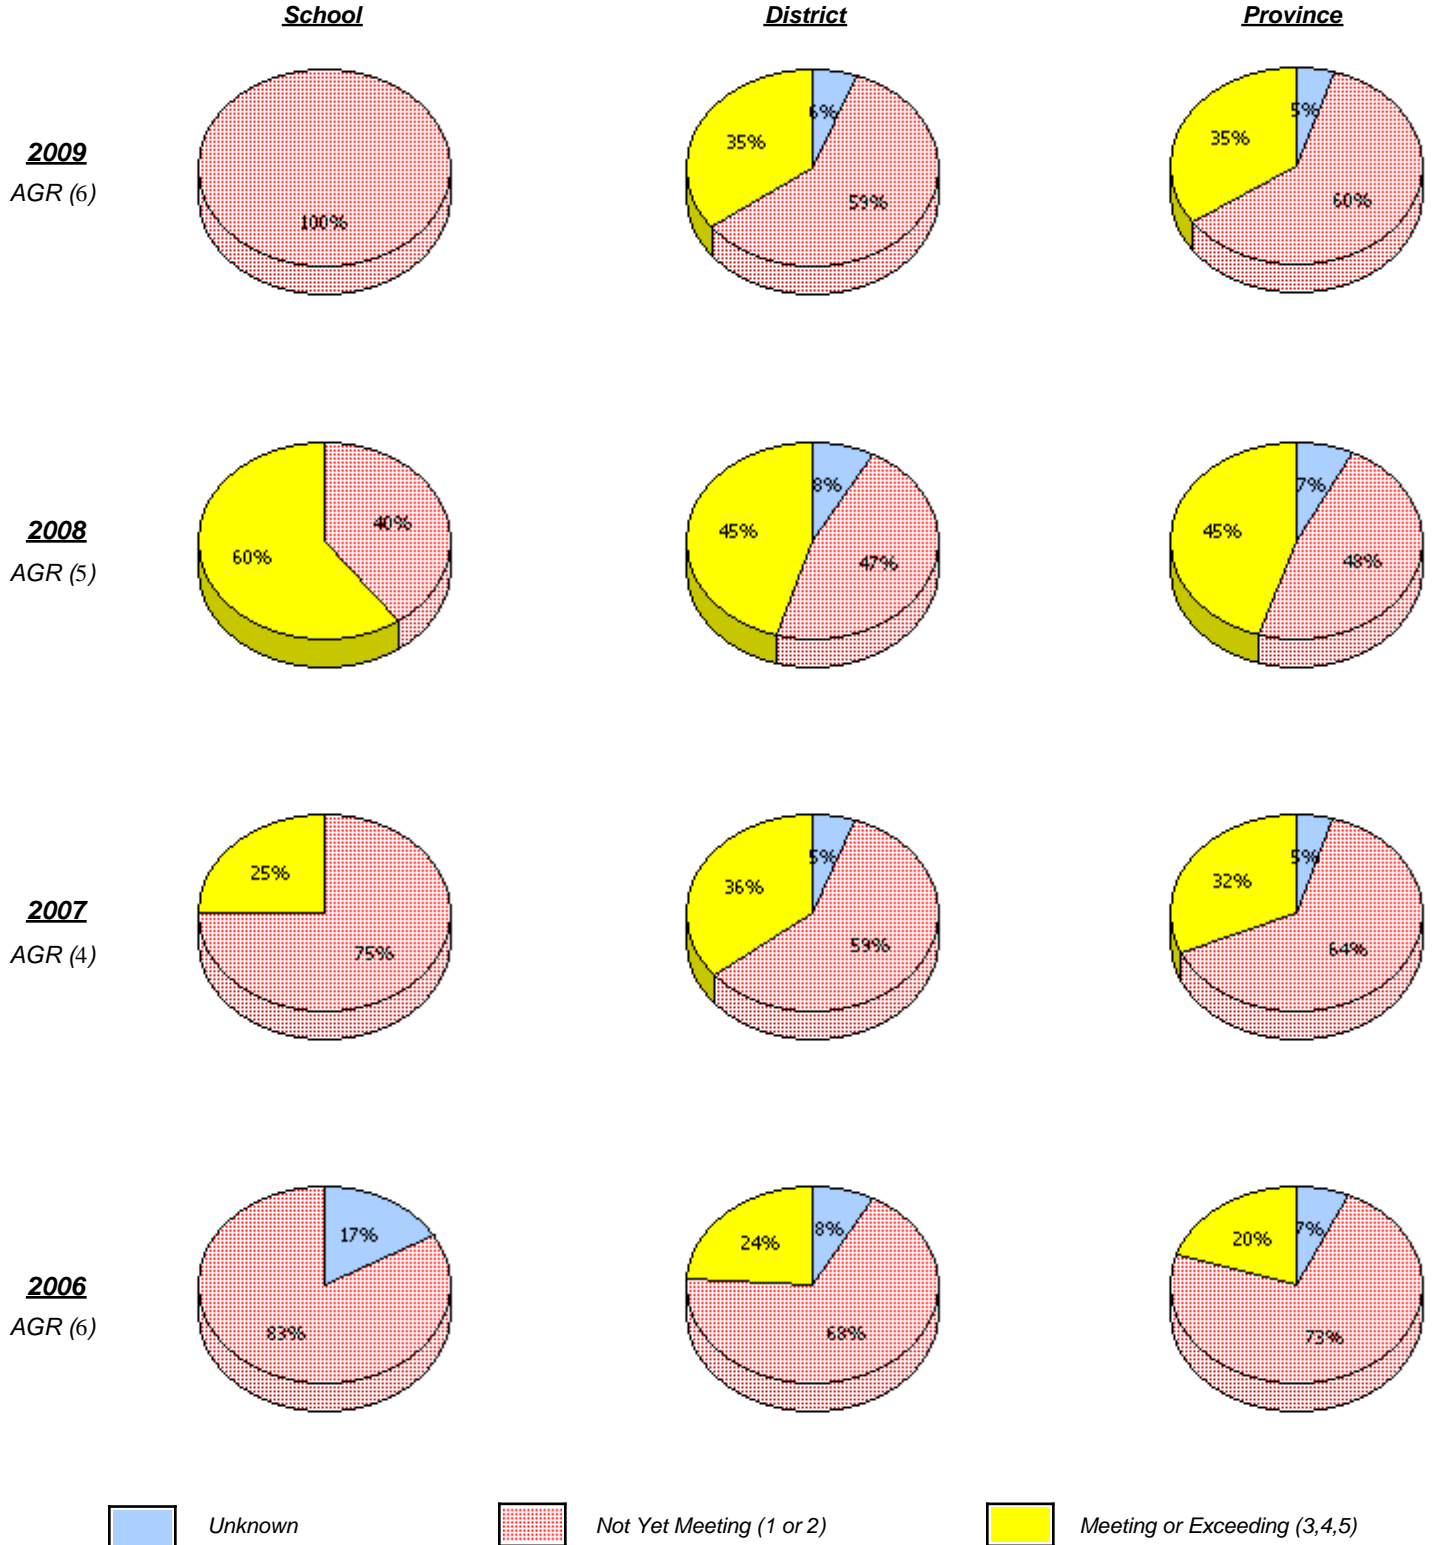 School District Province
6% 5%
35% 35%
2009
AGR (6)
59% 60%
100%
8% 7%
40%
2008
45% 45%
60%
47% 48%
AGR (5)
5% 5%
25%
36% 32%
2007
AGR (4)
75% 59% 64%
17% 8% 7%
24% 20%
2006
AGR (6)
83% 68% 73%
Unknown Not Yet Meeting (1 or 2) Meeting or Exceeding (3,4,5)